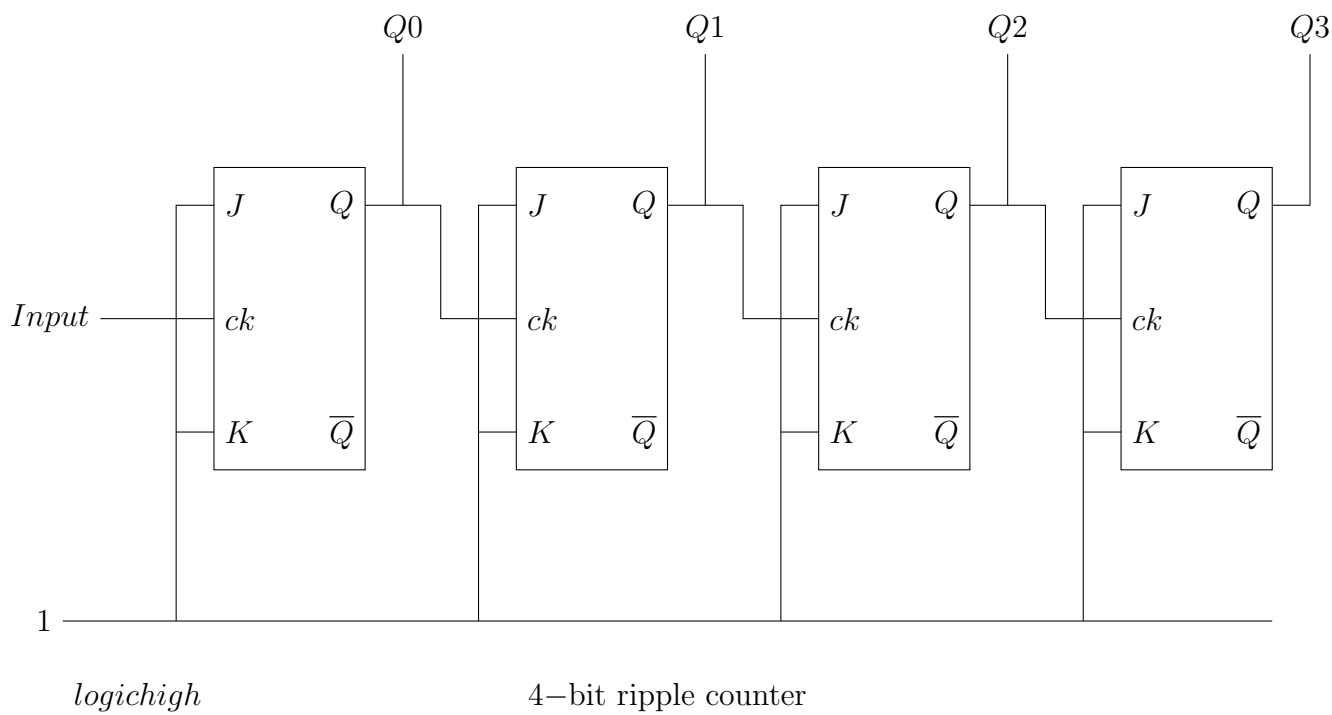 Q0 Q1 Q2 Q3
J Q J Q J Q J Q
Input ck ck ck ck
K Q̅ K Q̅ K Q̅ K Q̅
1
logichigh 4−bit ripple counter